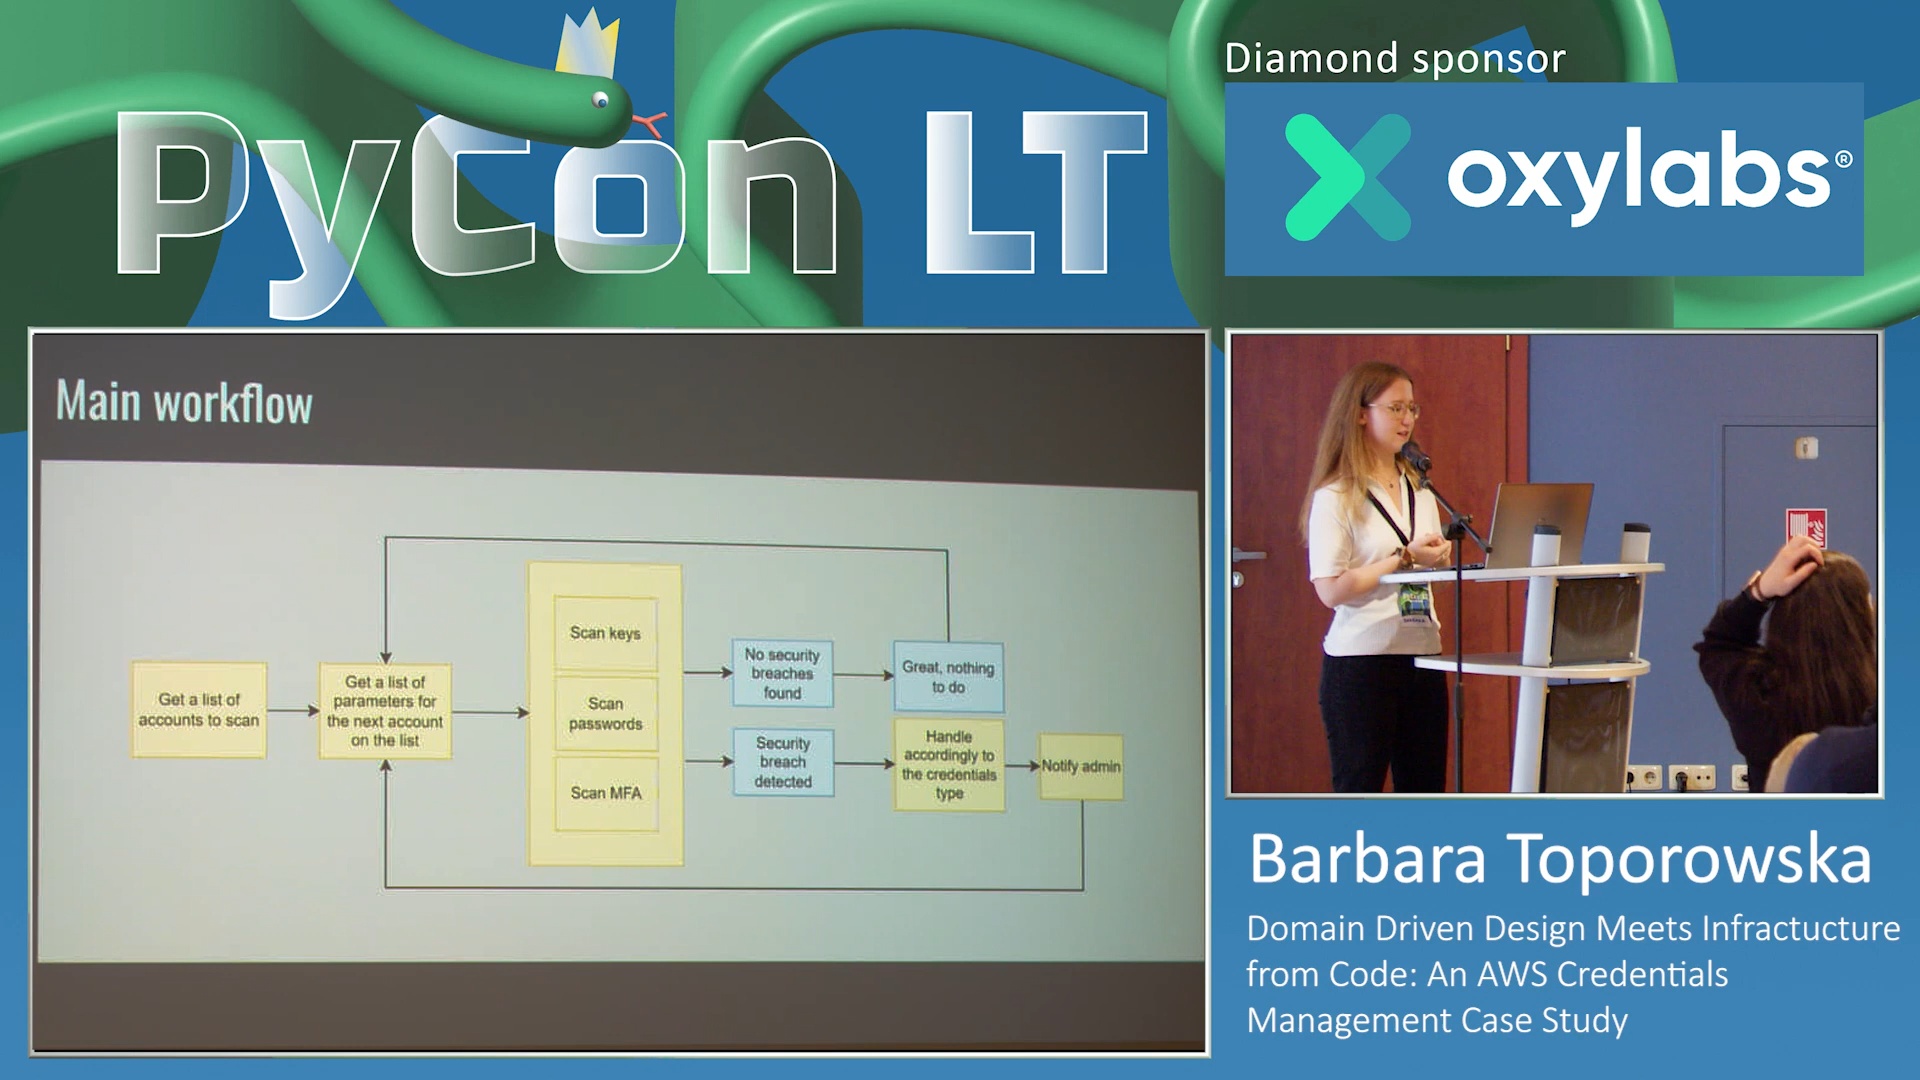 PyCon LT
Diamond sponsor
oxylabs®
Main workflow
Get a list of
accounts to scan
Get a list of
parameters for
the next account
on the list
Scan keys
Scan
passwords
Scan MFA
No security
breaches
found
Great, nothing
to do
Security
breach
detected
Handle
accordingly to
the credentials
type
Notify admin
Barbara Toporowska
Domain Driven Design Meets Infractucture
from Code: An AWS Credentials
Management Case Study